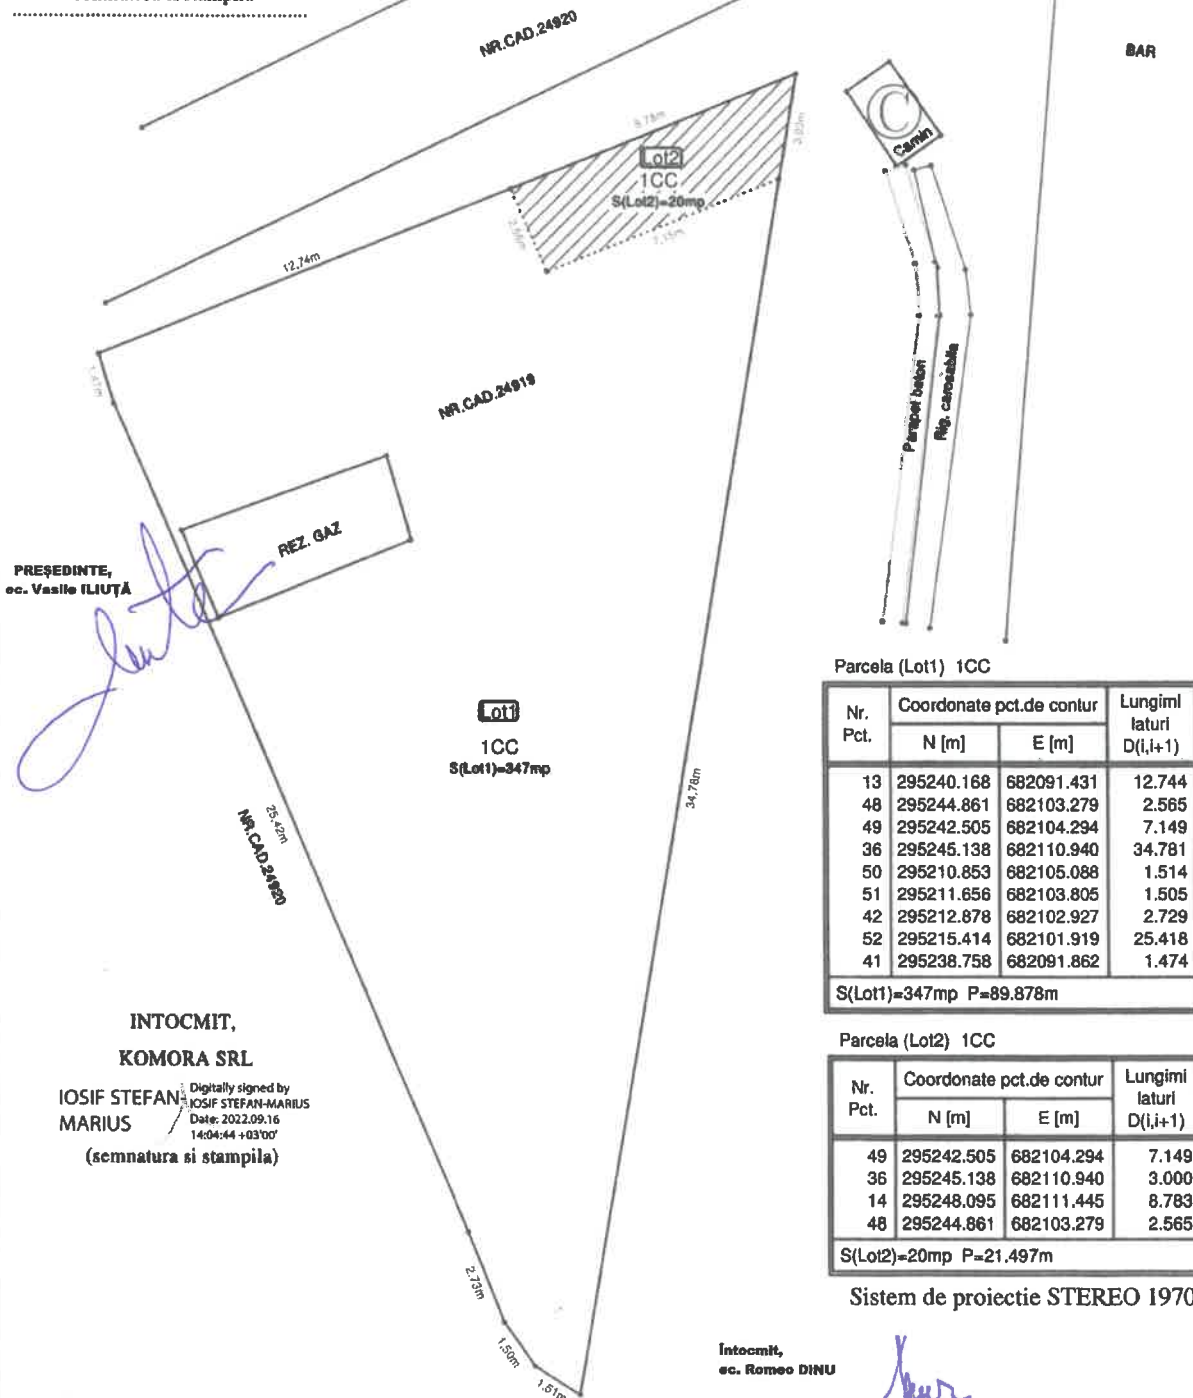 NR.CAD.24920
BAR
C
Camin
8.78m
3.00m
Lot2
1CC
S(Lot2)=20mp
2.56m
7.15m
12.74m
1.47m
NR.CAD.24919
Parapet beton
Rig. carosabila
REZ. GAZ
PREȘEDINTE,
ec. Vasile ILIUȚĂ
Lot1
1CC
S(Lot1)=347mp
34.78m
25.42m
NR.CAD.24920
Parcela (Lot1) 1CC
Nr. Pct. Coordonate pct.de contur Lungimi laturi D(i,i+1)
N [m] E [m]
13 295240.168 682091.431 12.744
48 295244.861 682103.279 2.565
49 295242.505 682104.294 7.149
36 295245.138 682110.940 34.781
50 295210.853 682105.088 1.514
51 295211.656 682103.805 1.505
42 295212.878 682102.927 2.729
52 295215.414 682101.919 25.418
41 295238.758 682091.862 1.474
S(Lot1)=347mp P=89.878m
INTOCMIT,
KOMORA SRL
IOSIF STEFAN-
MARIUS
Digitally signed by
IOSIF STEFAN-MARIUS
Date: 2022.09.16
14:04:44 +03'00'
(semnatura si stampila)
Parcela (Lot2) 1CC
Nr. Pct. Coordonate pct.de contur Lungimi laturi D(i,i+1)
N [m] E [m]
49 295242.505 682104.294 7.149
36 295245.138 682110.940 3.000
14 295248.095 682111.445 8.783
48 295244.861 682103.279 2.565
S(Lot2)=20mp P=21.497m
Sistem de proiectie STEREO 1970
2.73m
1.50m
1.51m
Întocmit,
ec. Romeo DINU